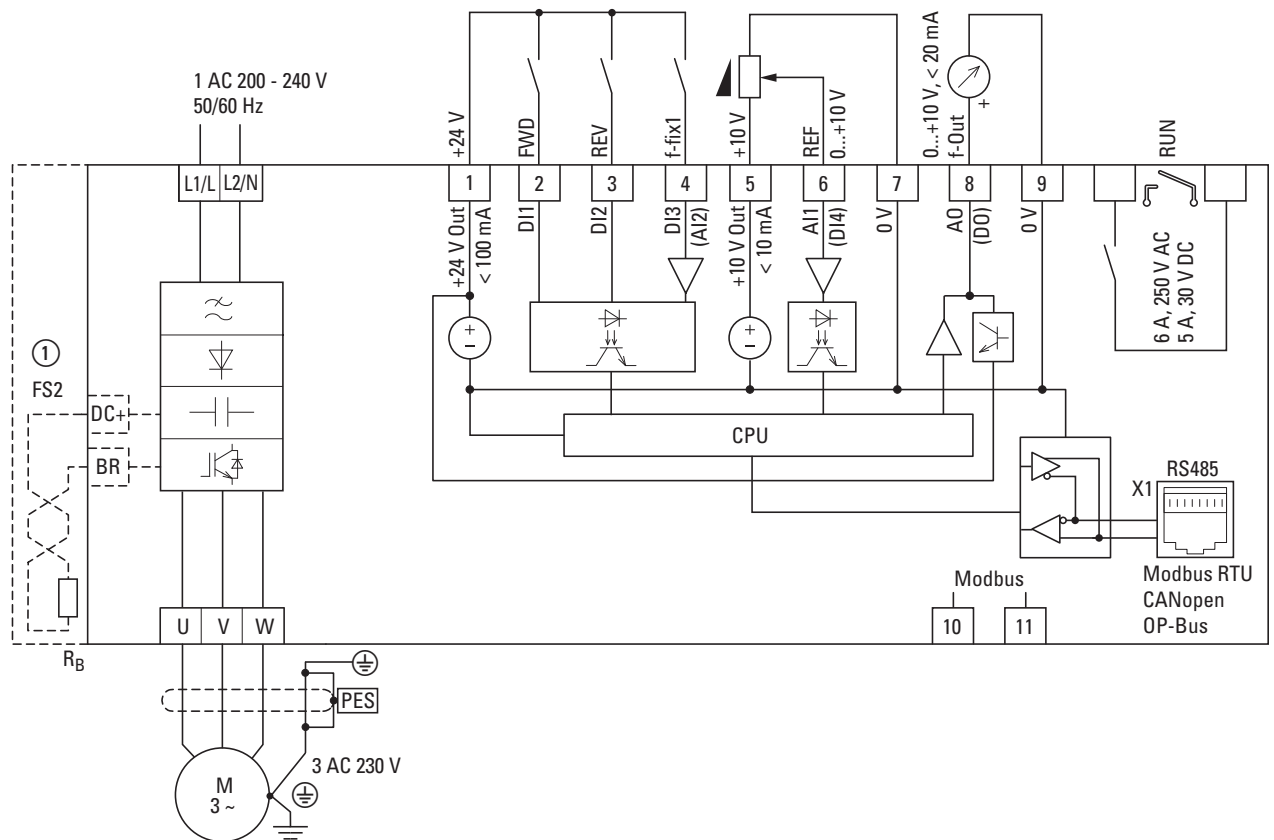 1 AC 200 - 240 V
50/60 Hz
+24 V
FWD
REV
f-fix1
+10 V
REF
0...+10 V
0...+10 V, < 20 mA
f-Out
+
RUN
L1/L
L2/N
1
2
3
4
5
6
7
8
9
+24 V Out
< 100 mA
DI1
DI2
DI3
(AI2)
+10 V Out
< 10 mA
AI1
(DI4)
0 V
AO
(DO)
0 V
6 A, 250 V AC
5 A, 30 V DC
+
−
+
−
1
FS2
DC+
BR
CPU
RS485
X1
Modbus RTU
CANopen
OP-Bus
Modbus
10
11
U
V
W
RB
PES
3 AC 230 V
M
3 ~